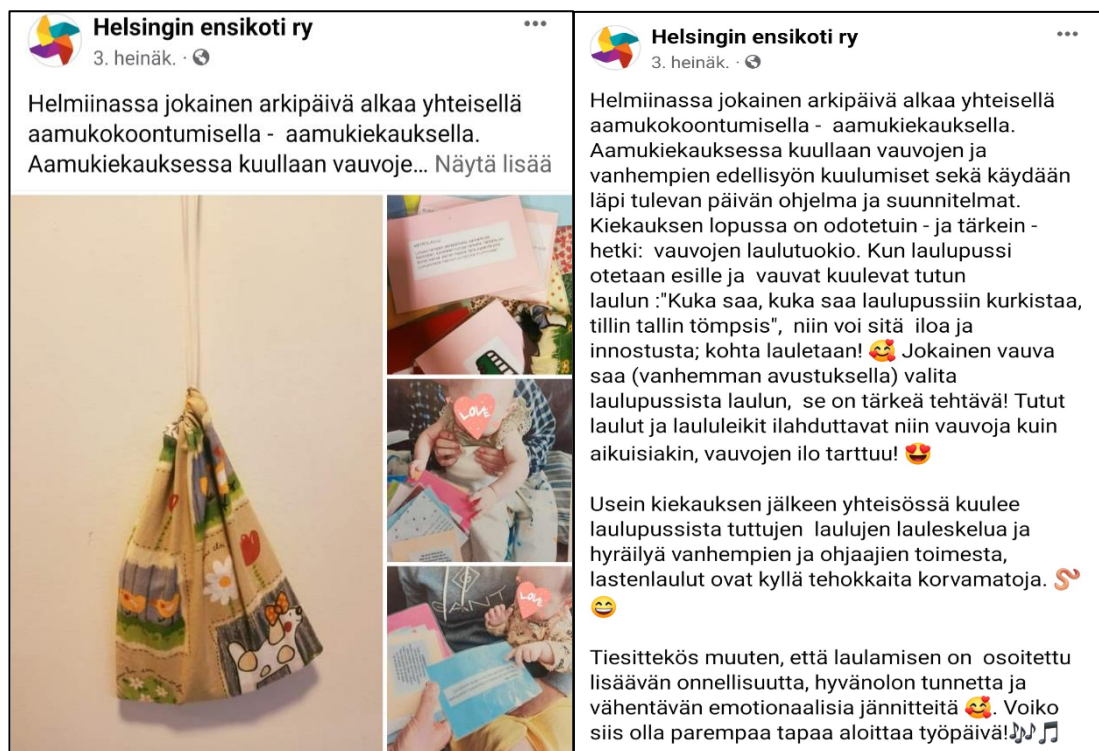 Helsingin ensikoti ry
3. heinäk. ·
Helmiinassa jokainen arkipäivä alkaa yhteisellä
aamukokoontumisella - aamukiekauksella.
Aamukiekauksessa kuullaan vauvoje... Näytä lisää
LOVE
GANT
LOVE
Helsingin ensikoti ry
3. heinäk. ·
Helmiinassa jokainen arkipäivä alkaa yhteisellä
aamukokoontumisella - aamukiekauksella.
Aamukiekauksessa kuullaan vauvojen ja
vanhempien edellisyön kuulumiset sekä käydään
läpi tulevan päivän ohjelma ja suunnitelmat.
Kiekauksen lopussa on odotetuin - ja tärkein -
hetki: vauvojen laulutuokio. Kun laulupussi
otetaan esille ja vauvat kuulevat tutun
laulun :"Kuka saa, kuka saa laulupussiin kurkistaa,
tillin tallin tömpsis", niin voi sitä iloa ja
innostusta; kohta lauletaan! 🥰 Jokainen vauva
saa (vanhemman avustuksella) valita
laulupussista laulun, se on tärkeä tehtävä! Tutut
laulut ja laululeikit ilahduttavat niin vauvoja kuin
aikuisiakin, vauvojen ilo tarttuu! 😍
Usein kiekauksen jälkeen yhteisössä kuulee
laulupussista tuttujen laulujen lauleskelua ja
hyräilyä vanhempien ja ohjaajien toimesta,
lastenlaulut ovat kyllä tehokkaita korvamatoja. 🪱
😄
Tiesittekös muuten, että laulamisen on osoitettu
lisäävän onnellisuutta, hyvänolon tunnetta ja
vähentävän emotionaalisia jännitteitä 🥰. Voiko
siis olla parempaa tapaa aloittaa työpäivä!🎶🎵